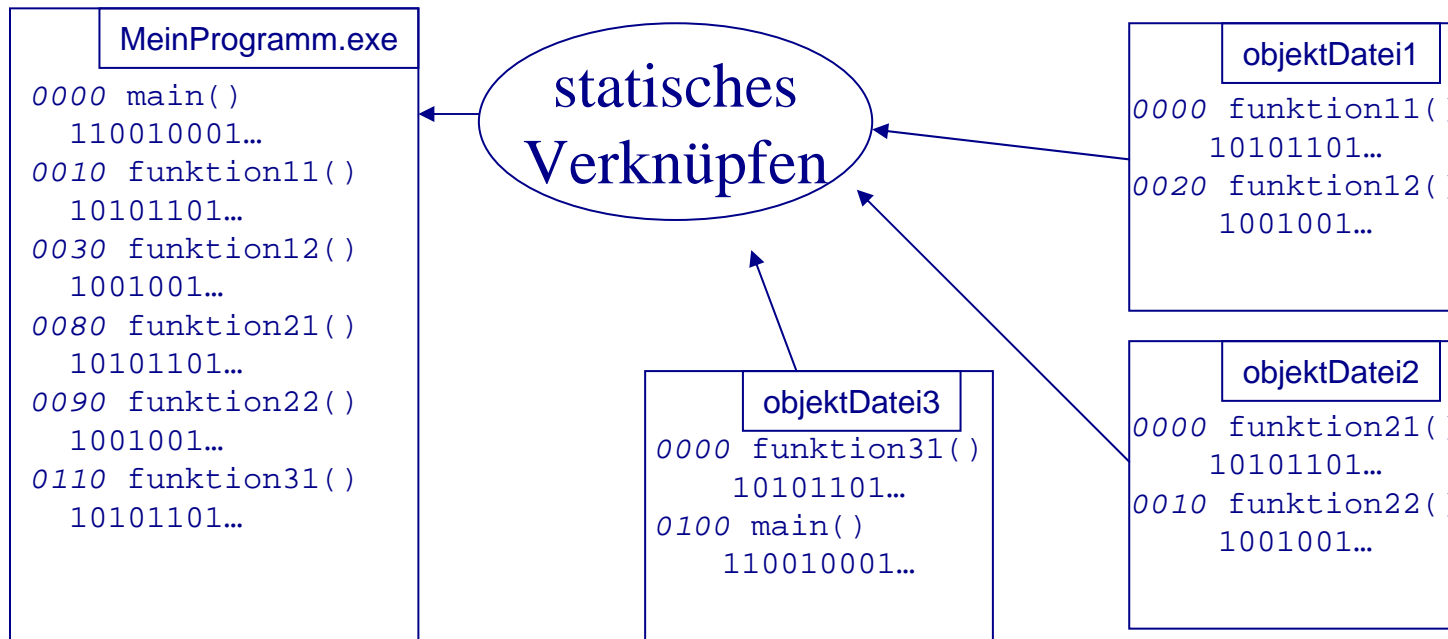 MeinProgramm.exe
0000 main()
110010001…
0010 funktion11()
10101101…
0030 funktion12()
1001001…
0080 funktion21()
10101101…
0090 funktion22()
1001001…
0110 funktion31()
10101101…
statisches
Verknüpfen
objektDatei1
0000 funktion11()
10101101…
0020 funktion12()
1001001…
objektDatei3
0000 funktion31()
10101101…
0100 main()
110010001…
objektDatei2
0000 funktion21()
10101101…
0010 funktion22()
1001001…